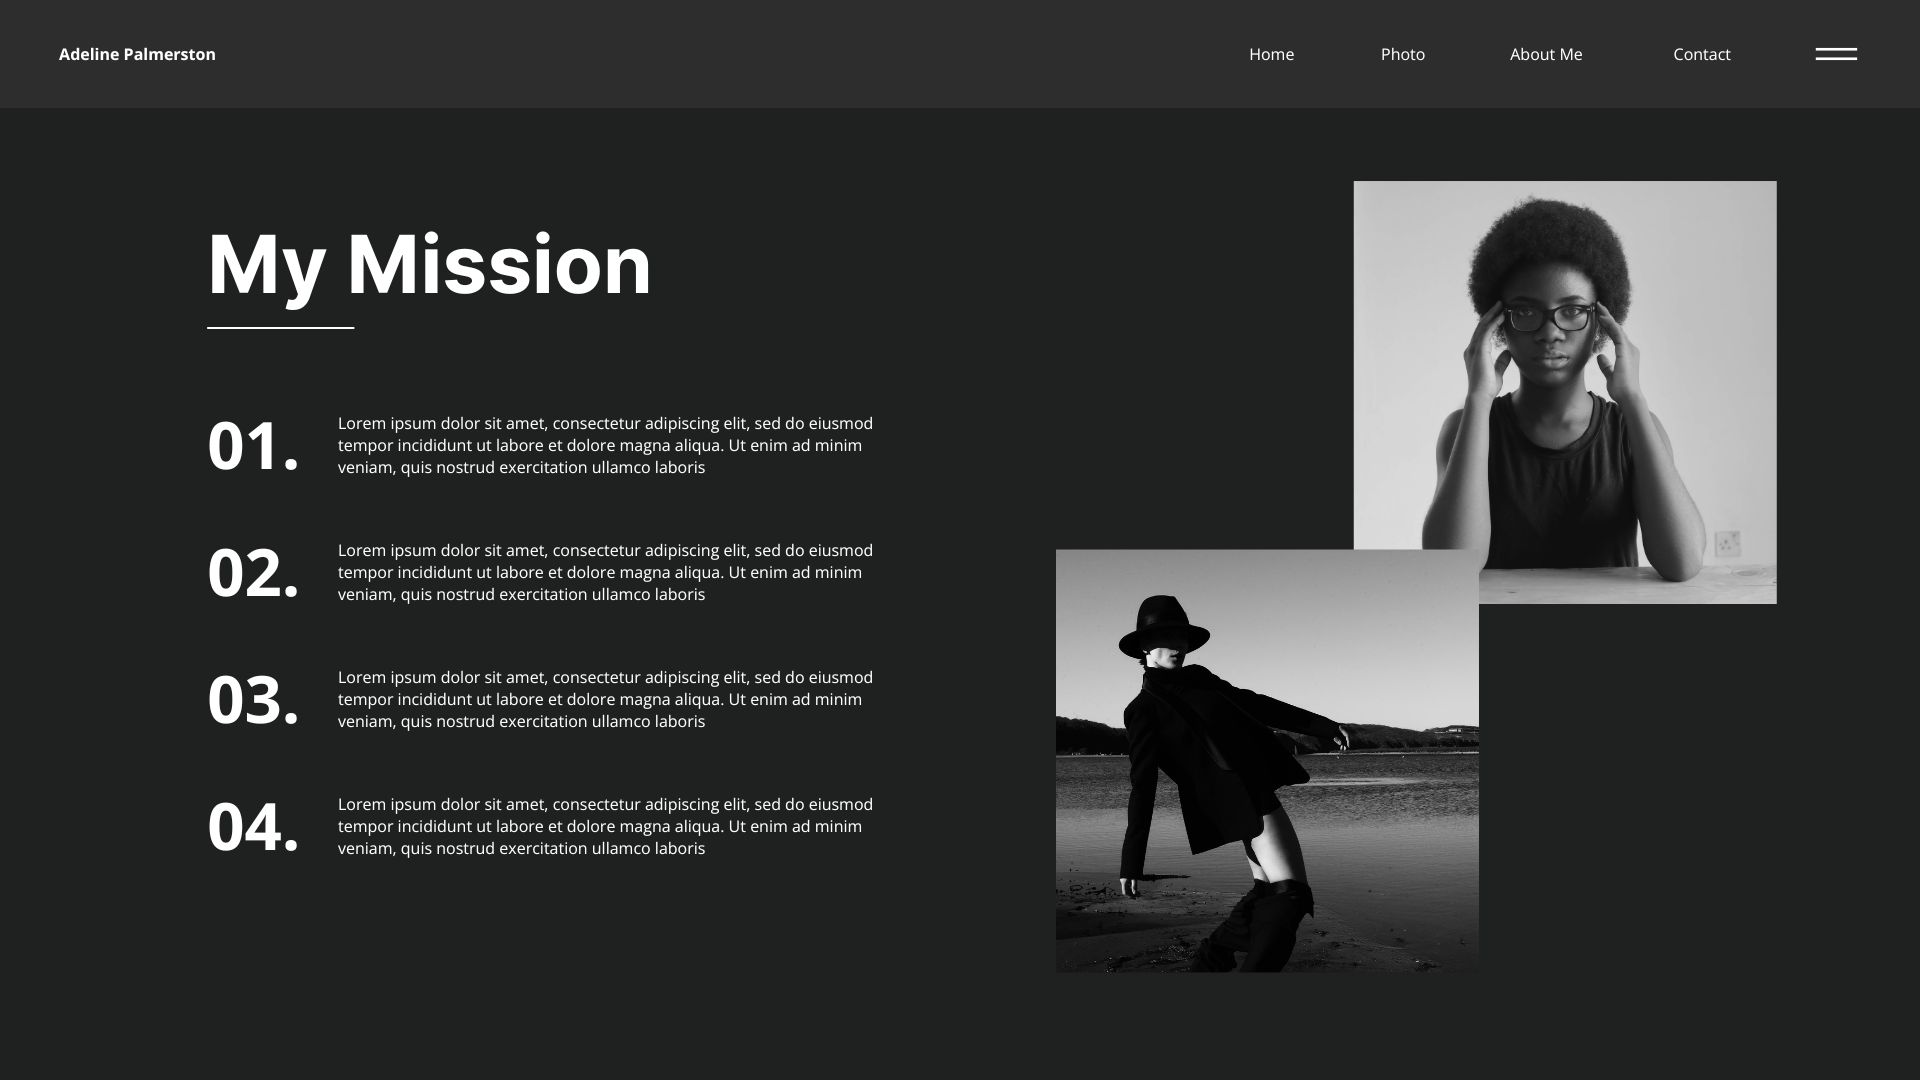 Adeline Palmerston
Home
Photo
About Me
Contact
My Mission
01.
Lorem ipsum dolor sit amet, consectetur adipiscing elit, sed do eiusmod
tempor incididunt ut labore et dolore magna aliqua. Ut enim ad minim
veniam, quis nostrud exercitation ullamco laboris
02.
Lorem ipsum dolor sit amet, consectetur adipiscing elit, sed do eiusmod
tempor incididunt ut labore et dolore magna aliqua. Ut enim ad minim
veniam, quis nostrud exercitation ullamco laboris
03.
Lorem ipsum dolor sit amet, consectetur adipiscing elit, sed do eiusmod
tempor incididunt ut labore et dolore magna aliqua. Ut enim ad minim
veniam, quis nostrud exercitation ullamco laboris
04.
Lorem ipsum dolor sit amet, consectetur adipiscing elit, sed do eiusmod
tempor incididunt ut labore et dolore magna aliqua. Ut enim ad minim
veniam, quis nostrud exercitation ullamco laboris